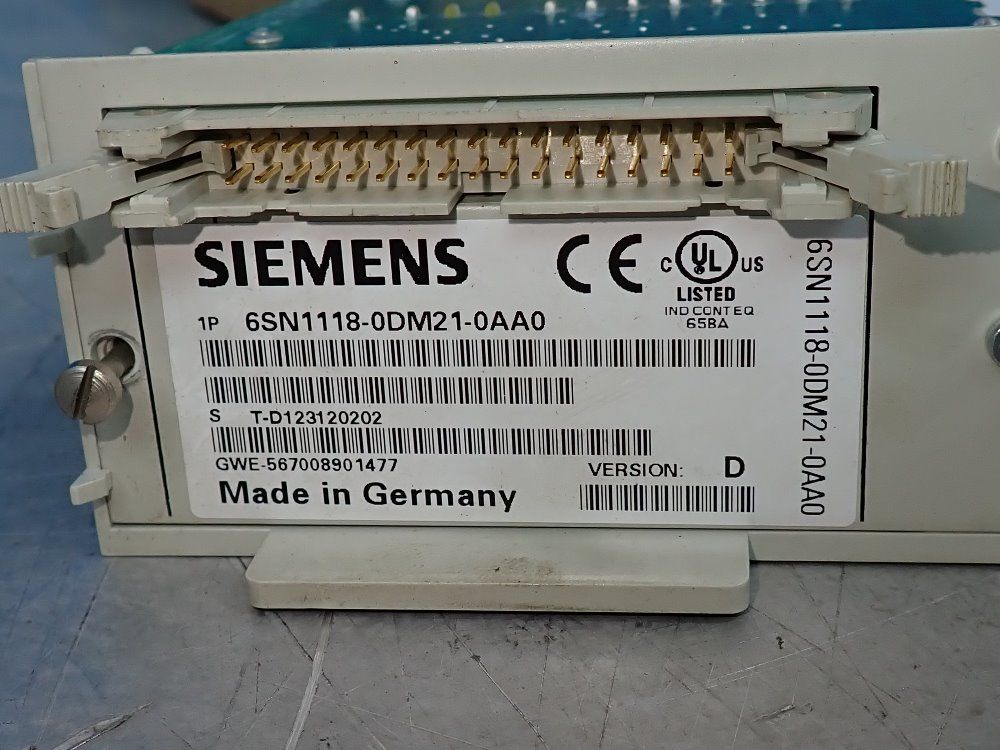 SIEMENS
CE
C UL US
LISTED
IND CONT EQ
65BA
1P 6SN1118-0DM21-0AA0
S T-D123120202
GWE-567008901477
VERSION: D
Made in Germany
6SN1118-0DM21-0AA0